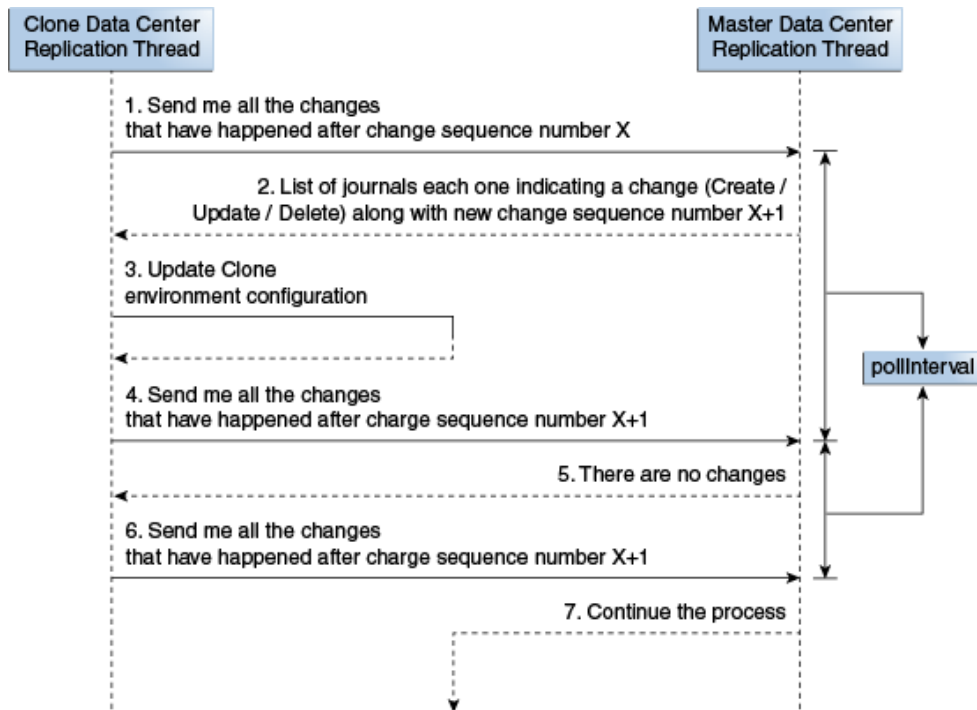 Clone Data Center
Replication Thread
Master Data Center
Replication Thread
1. Send me all the changes
that have happened after change sequence number X
2. List of journals each one indicating a change (Create /
Update / Delete) along with new change sequence number X+1
3. Update Clone
environment configuration
pollInterval
4. Send me all the changes
that have happened after charge sequence number X+1
5. There are no changes
6. Send me all the changes
that have happened after charge sequence number X+1
7. Continue the process